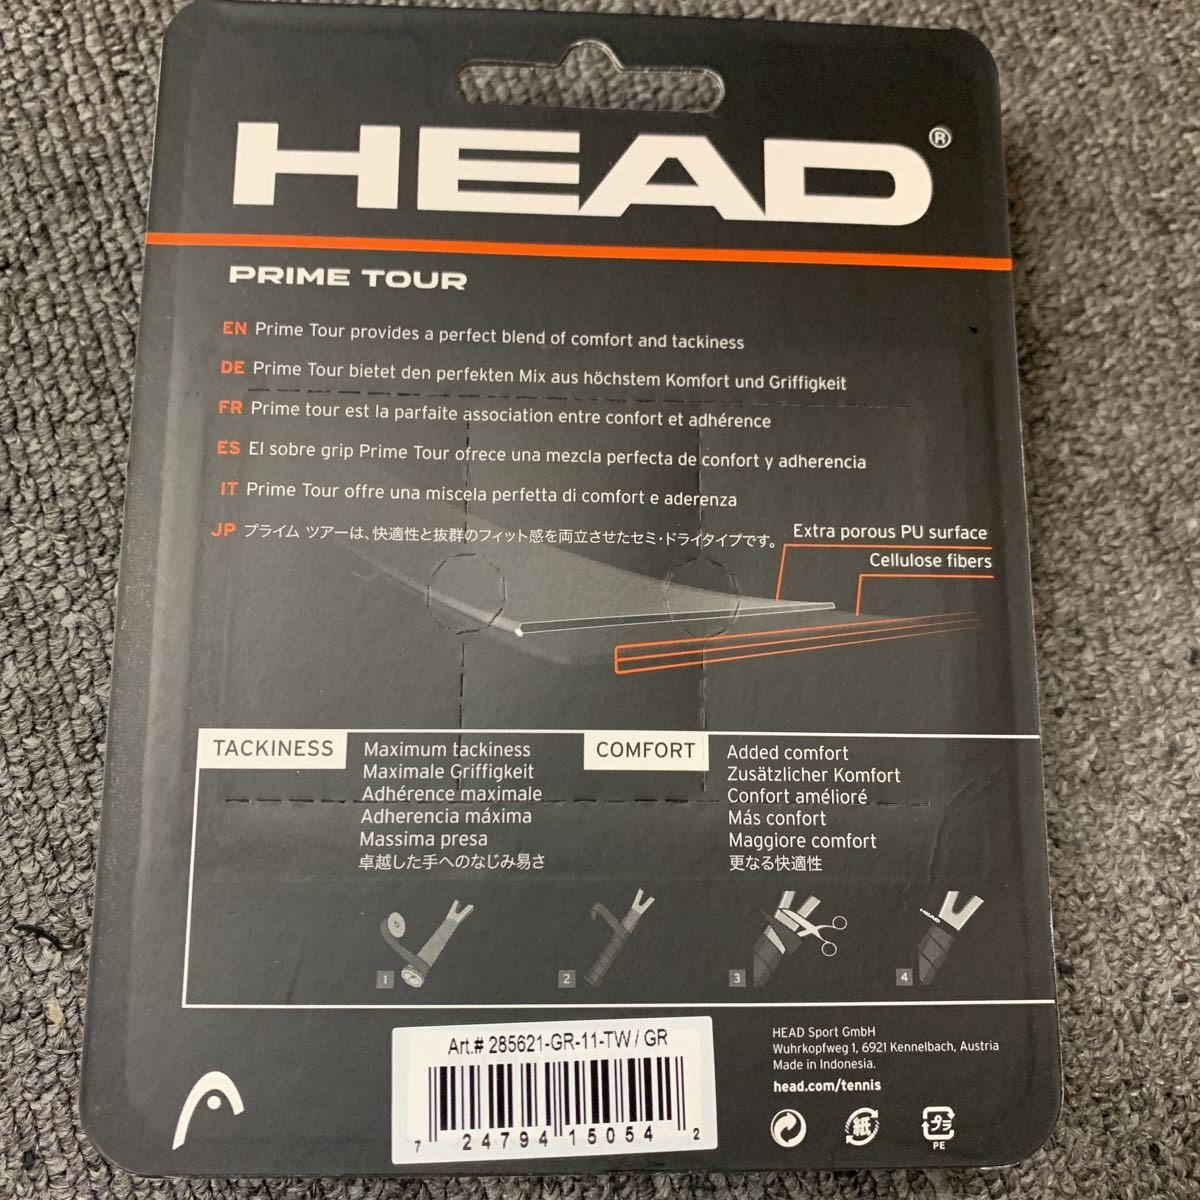 HEAD®
PRIME TOUR
EN Prime Tour provides a perfect blend of comfort and tackiness
DE Prime Tour bietet den perfekten Mix aus höchstem Komfort und Griffigkeit
FR Prime tour est la parfaite association entre confort et adhérence
ES El sobre grip Prime Tour ofrece una mezcla perfecta de confort y adherencia
IT Prime Tour offre una miscela perfetta di comfort e aderenza
JP プライム ツアーは、快適性と抜群のフィット感を両立させたセミ・ドライタイプです。
Extra porous PU surface
Cellulose fibers
TACKINESS
Maximum tackiness
Maximale Griffigkeit
Adhérence maximale
Adherencia máxima
Massima presa
卓越した手へのなじみ易さ
COMFORT
Added comfort
Zusätzlicher Komfort
Confort amélioré
Más confort
Maggiore comfort
更なる快適性
1
2
3
HEAD
4
Art.# 285621-GR-11-TW / GR
7 24794 15054 2
HEAD Sport GmbH
Wuhrkopfweg 1, 6921 Kennelbach, Austria
Made in Indonesia.
head.com/tennis
紙
プラ
PE